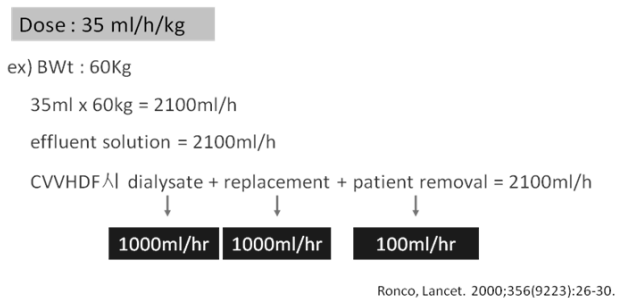 Dose : 35 ml/h/kg
ex) BWt : 60Kg
35ml x 60kg = 2100ml/h
effluent solution = 2100ml/h
CVVHDF시 dialysate + replacement + patient removal = 2100ml/h
1000ml/hr 1000ml/hr 100ml/hr
Ronco, Lancet. 2000;356(9223):26-30.